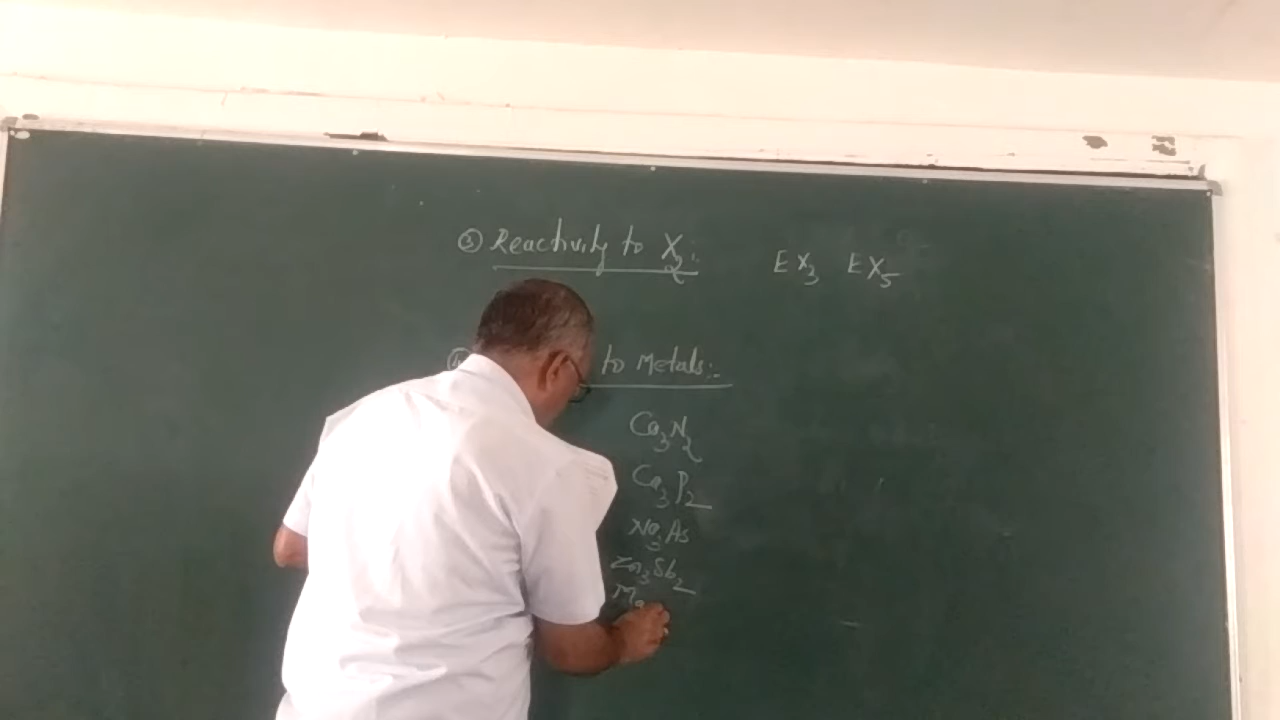 ③ Reactivity to X₂:  EX₃  EX₅
to Metals:-
Ca₃N₂
Ca₃P₂
Na₃As
Zn₃Sb₂